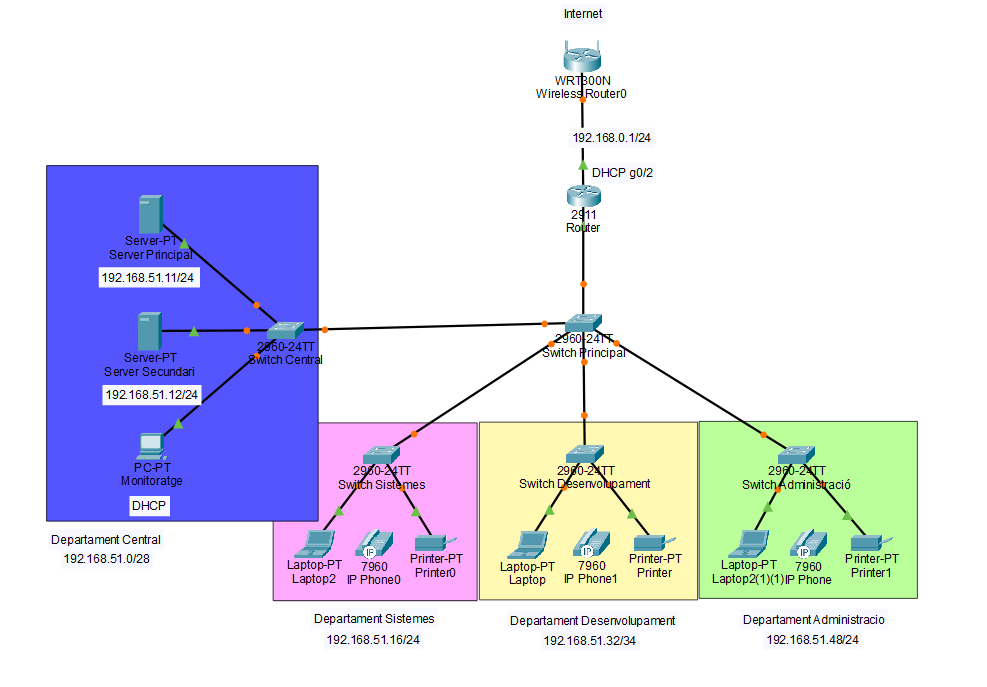 Internet
WRT300N
Wireless Router0
192.168.0.1/24
DHCP g0/2
2911
Router
Server-PT
Server Principal
192.168.51.11/24
2960-24TT
Switch Central
2960-24TT
Switch Principal
Server-PT
Server Secundari
192.168.51.12/24
PC-PT
Monitoratge
DHCP
Departament Central
192.168.51.0/28
2960-24TT
Switch Sistemes
Laptop-PT
Laptop2
IP
7960
IP Phone0
Printer-PT
Printer0
Departament Sistemes
192.168.51.16/24
2960-24TT
Switch Desenvolupament
Laptop-PT
Laptop
IP
7960
IP Phone1
Printer-PT
Printer
Departament Desenvolupament
192.168.51.32/34
2960-24TT
Switch Administració
Laptop-PT
Laptop2(1)(1)
IP
7960
IP Phone
Printer-PT
Printer1
Departament Administracio
192.168.51.48/24